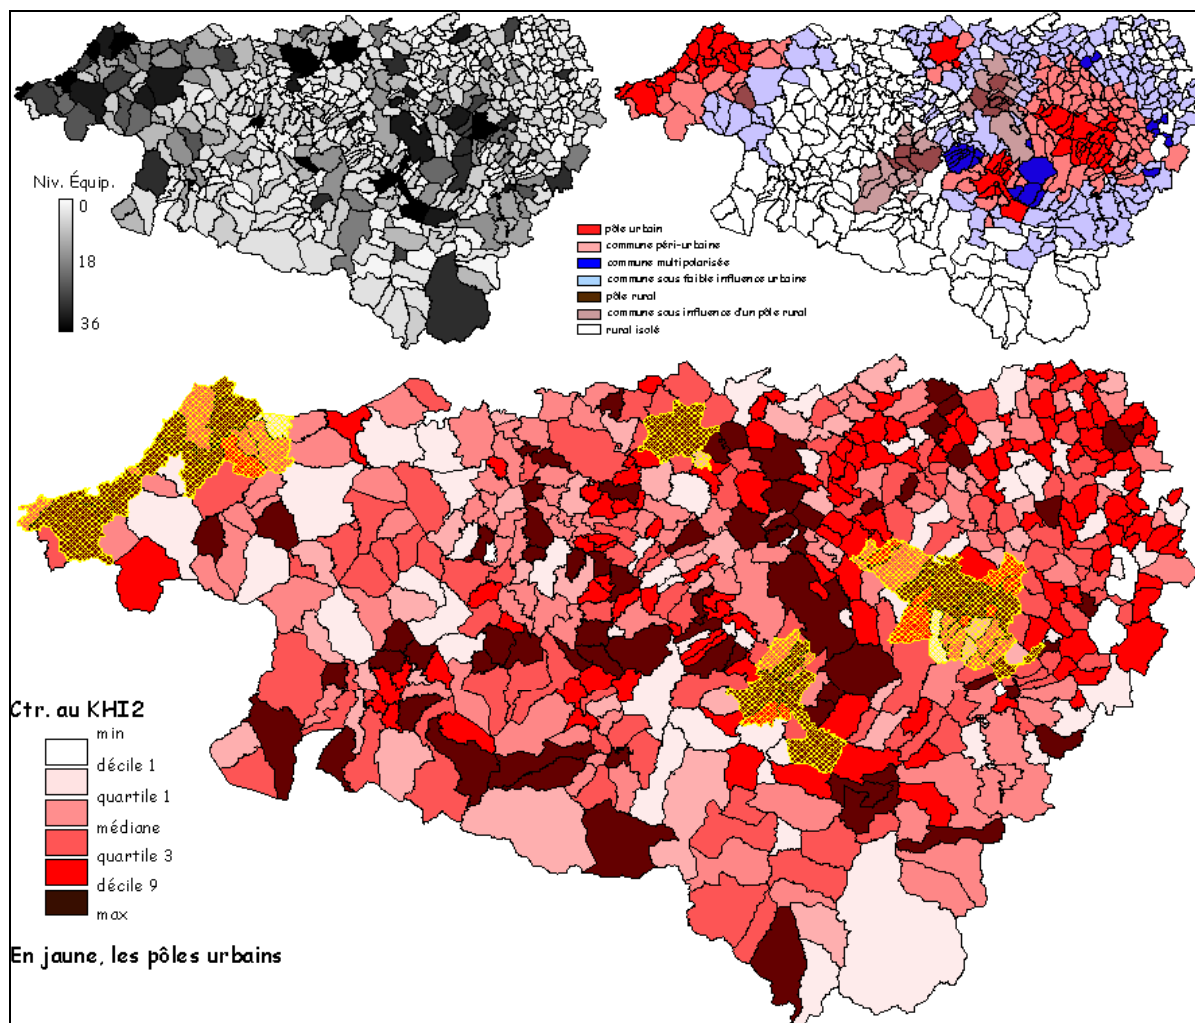 Niv. Équip.
0
18
36
pôle urbain
commune péri-urbaine
commune multipolarisée
commune sous faible influence urbaine
pôle rural
commune sous influence d'un pôle rural
rural isolé
Ctr. au KHI2
min
décile 1
quartile 1
médiane
quartile 3
décile 9
max
En jaune, les pôles urbains